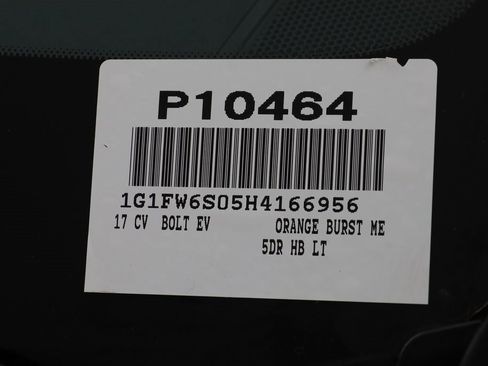 P10464
1G1FW6S05H4166956
17 CV BOLT EV ORANGE BURST ME
5DR HB LT